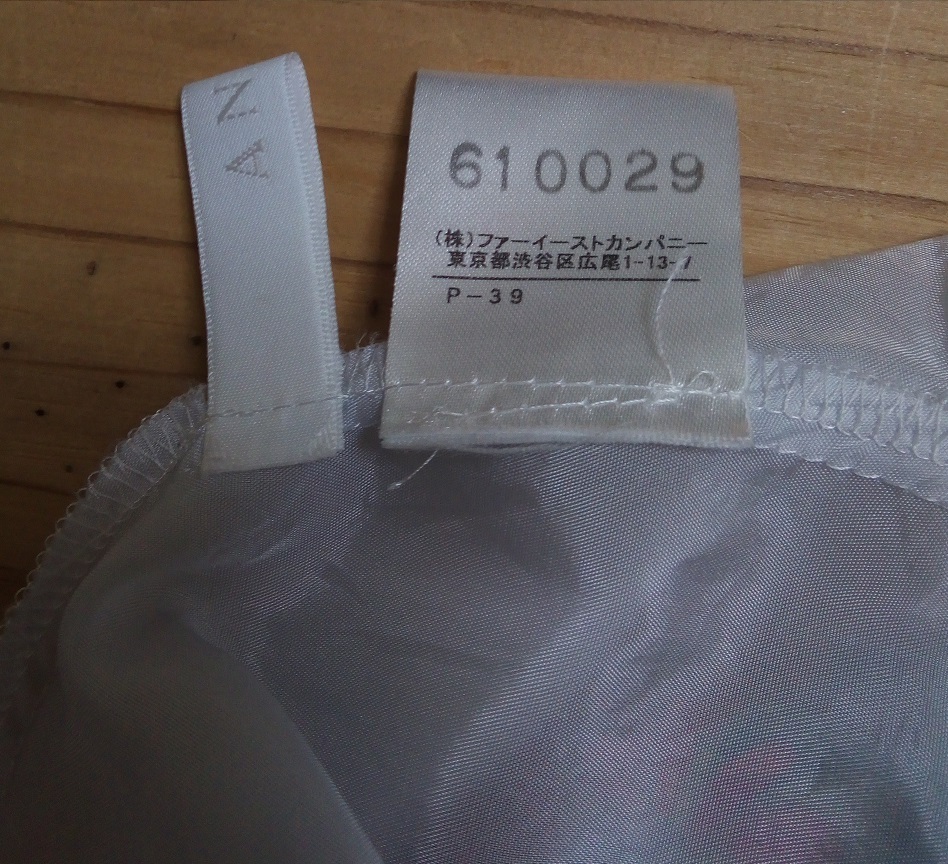 N A
610029
(株)ファーイーストカンパニー
東京都渋谷区広尾1-13-7
P-39